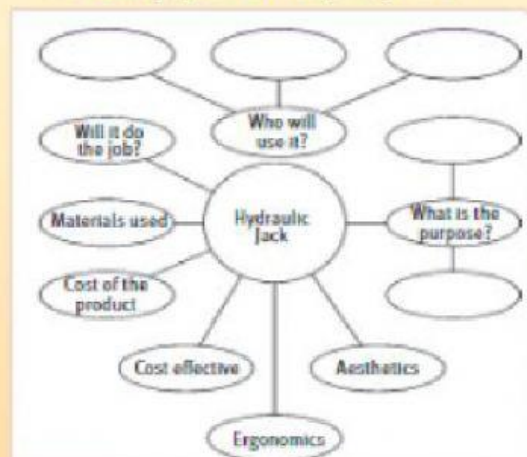 Who will
use it?
Will it do
the job?
Hydraulic
Jack
Materials used
What is the
purpose?
Cost of the
product
Cost effective
Aesthetics
Ergonomics